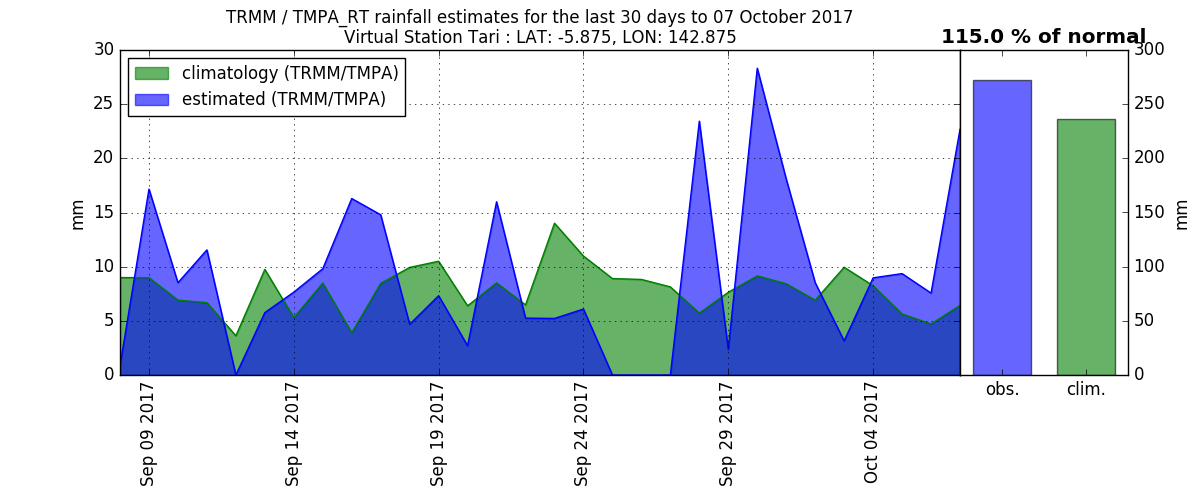 TRMM / TMPA_RT rainfall estimates for the last 30 days to 07 October 2017
Virtual Station Tari : LAT: -5.875, LON: 142.875
115.0 % of normal
climatology (TRMM/TMPA)
estimated (TRMM/TMPA)
30
25
20
15
10
5
0
mm
Sep 09 2017
Sep 14 2017
Sep 19 2017
Sep 24 2017
Sep 29 2017
Oct 04 2017
300
250
200
150
100
50
0
mm
obs.
clim.